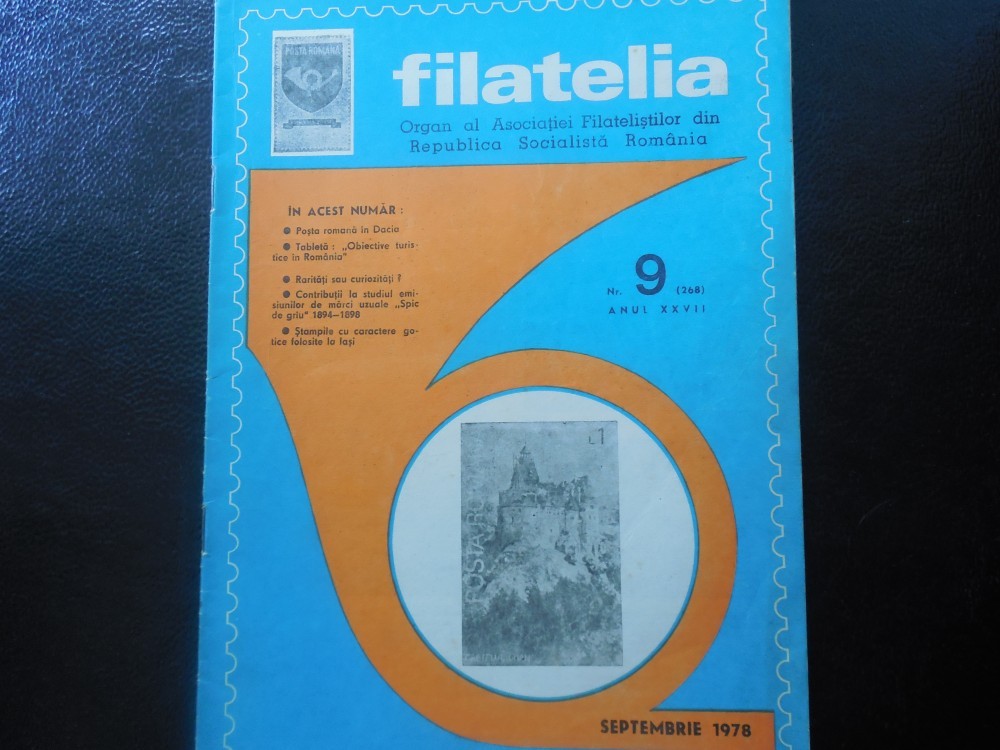 POSTA ROMANA
filatelia
Organ al Asociației Filateliștilor din
Republica Socialistă România
ÎN ACEST NUMĂR :
● Poșta romană în Dacia
● Tabletă : „Obiective turis-
tice în România”
● Rarități sau curiozități ?
● Contribuții la studiul emi-
siunilor de mărci uzuale „Spic
de grîu” 1894—1898
● Ștampile cu caractere go-
tice folosite la Iași
Nr. 9 (268)
ANUL XXVII
SEPTEMBRIE 1978